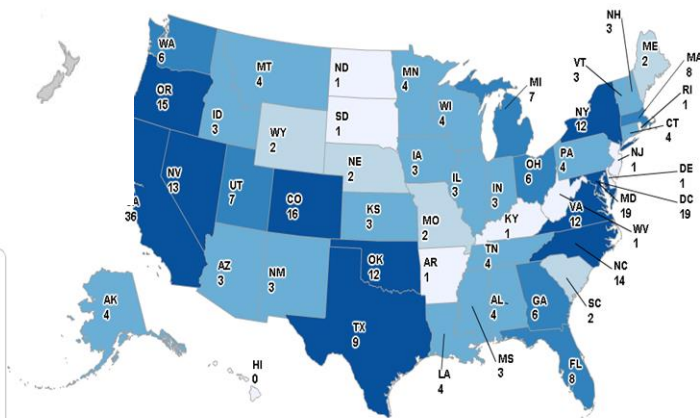 NH
3
ME
2
WA
6
MT
4
ND
1
MN
4
VT
3
MA
8
MI
7
RI
1
OR
15
ID
3
SD
1
WI
4
NY
12
CT
4
WY
2
IA
3
PA
4
NJ
1
NE
2
OH
6
DE
1
NV
13
UT
7
CO
16
IL
3
IN
3
MD
19
DC
19
A
36
KS
3
MO
2
KY
1
VA
12
WV
1
AZ
3
NM
3
OK
12
AR
1
TN
4
NC
14
AK
4
AL
4
GA
6
SC
2
TX
9
MS
3
HI
0
LA
4
FL
8